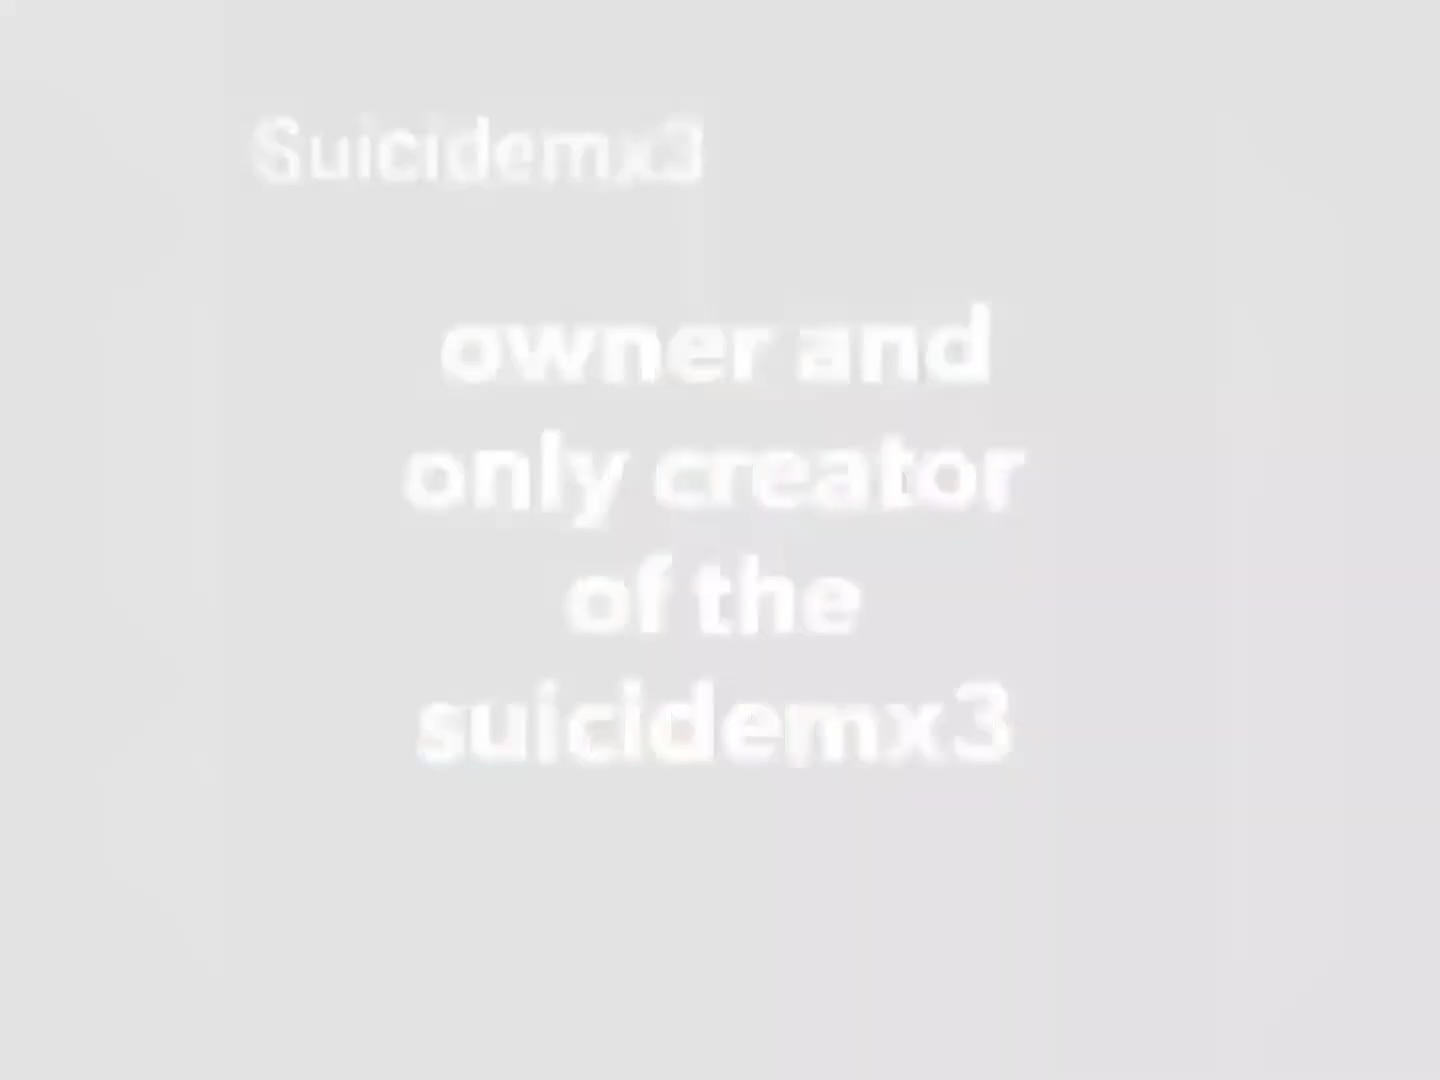 Suicidemx3
owner and
only creator
of the
suicidemx3